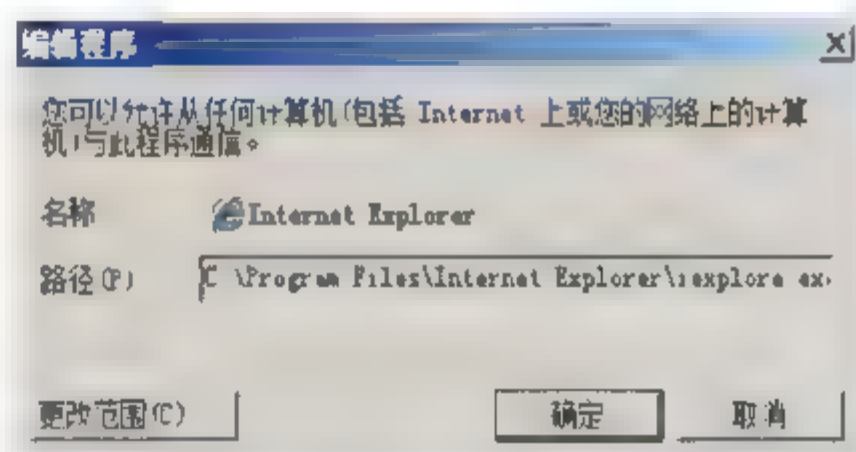 编辑程序
您可以允许从任何计算机(包括 Internet 上或您的网络上的计算
机)与此程序通信。
名称 Internet Explorer
路径(P) C:\Program Files\Internet Explorer\iexplore.ex
更改范围(C) 确定 取消